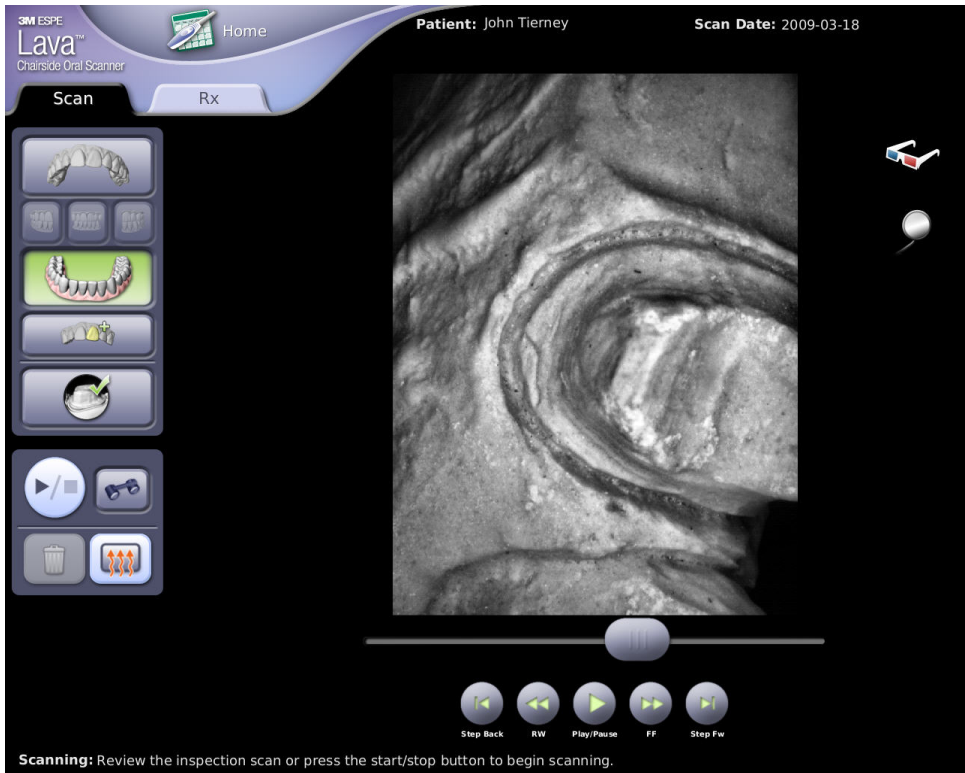 3M ESPE
Lava™
Chairside Oral Scanner
Home
Patient: John Tierney
Scan Date: 2009-03-18
Scan
Rx
Step Back
RW
Play/Pause
FF
Step Fw
Scanning: Review the inspection scan or press the start/stop button to begin scanning.